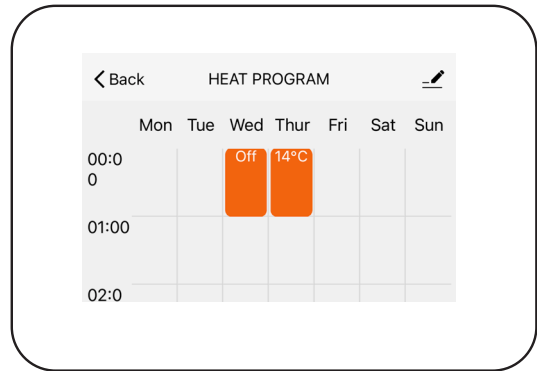 Back HEAT PROGRAM
Mon Tue Wed Thur Fri Sat Sun
Off 14°C
00:0
0
01:00
02:0